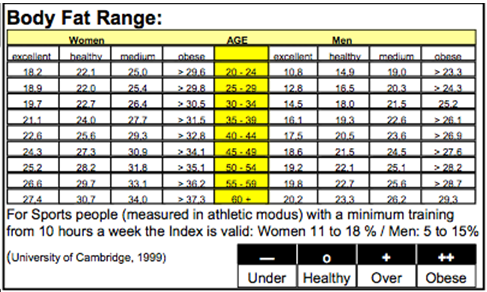 Body Fat Range:
Women AGE Men
excellent healthy medium obese excellent healthy medium obese
18.2 22.1 25.0 > 29.6 20 - 24 10.8 14.9 19.0 > 23.3
18.9 22.0 25.4 > 29.8 25 - 29 12.8 16.5 20.3 > 24.3
19.7 22.7 26.4 > 30.5 30 - 34 14.5 18.0 21.5 25.2
21.1 24.0 27.7 > 31.5 35 - 39 16.1 19.3 22.6 > 26.1
22.6 25.6 29.3 > 32.8 40 - 44 17.5 20.5 23.6 > 26.9
24.3 27.3 30.9 > 34.1 45 - 49 18.6 21.5 24.5 > 27.6
25.2 28.2 31.8 > 35.1 50 - 54 19.2 22.1 25.1 > 28.2
26.6 29.7 33.1 > 36.2 55 - 59 19.8 22.7 25.6 > 28.7
27.4 30.7 34.0 > 37.3 60 + 20.2 23.3 26.2 29.3
For Sports people (measured in athletic modus) with a minimum training
from 10 hours a week the Index is valid: Women 11 to 18 % / Men: 5 to 15%
(University of Cambridge, 1999)
— o + ++
Under Healthy Over Obese